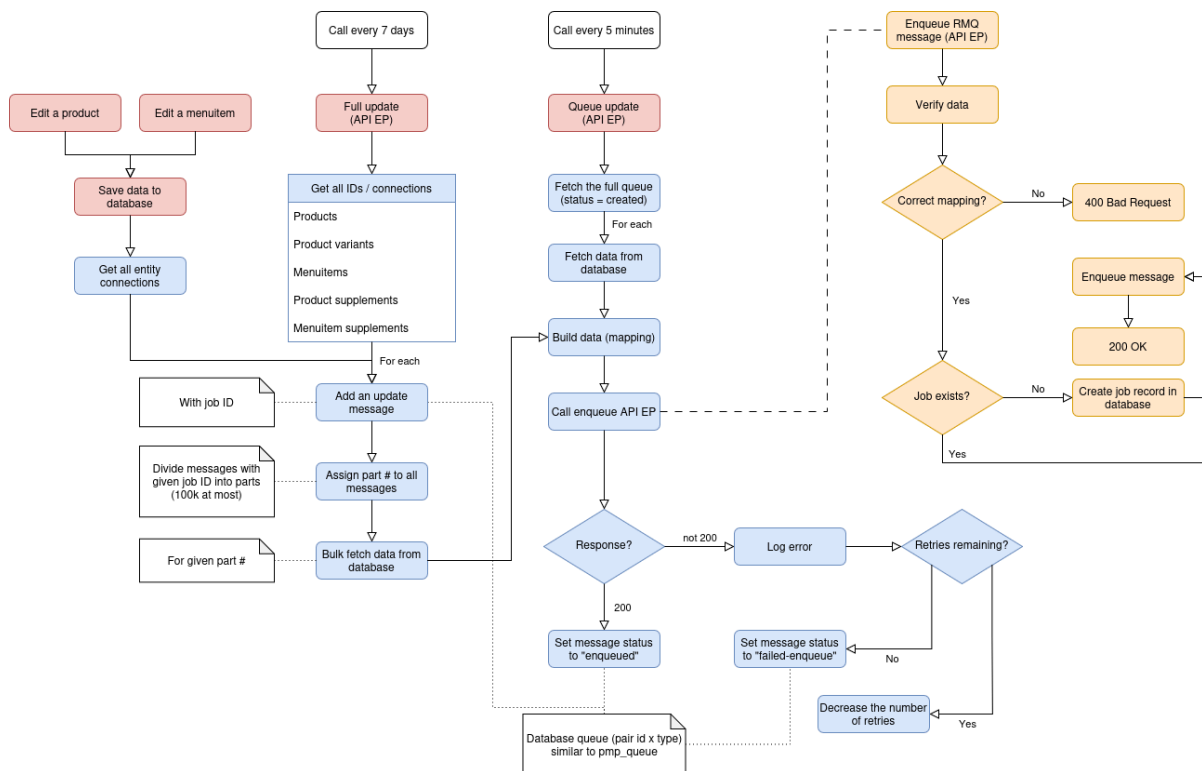 Call every 7 days
Call every 5 minutes
Enqueue RMQ
message (API EP)
Edit a product
Edit a menuitem
Full update
(API EP)
Queue update
(API EP)
Verify data
Save data to
database
Get all IDs / connections
Products
Product variants
Menuitems
Product supplements
Menuitem supplements
Fetch the full queue
(status = created)
For each
Correct mapping?
No
400 Bad Request
Get all entity
connections
Fetch data from
database
Enqueue message
Yes
Build data (mapping)
200 OK
For each
With job ID
Add an update
message
Call enqueue API EP
Job exists?
No
Create job record in
database
Yes
Divide messages with
given job ID into parts
(100k at most)
Assign part # to all
messages
For given part #
Bulk fetch data from
database
Response?
not 200
Log error
Retries remaining?
200
Set message status
to "enqueued"
Set message status
to "failed-enqueue"
No
Decrease the number
of retries
Yes
Database queue (pair id x type)
similar to pmp_queue